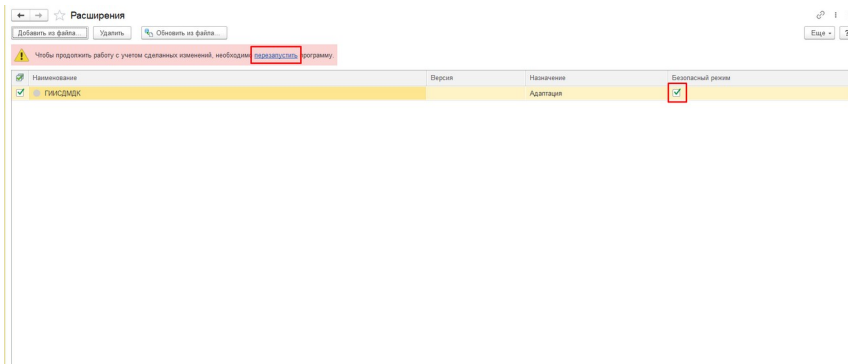 Расширения
Добавить из файла... Удалить Обновить из файла...
Еще ?
Чтобы продолжить работу с учетом сделанных изменений, необходимо перезапустить программу.
Наименование Версия Назначение Безопасный режим
ГИИСДМДК Адаптация